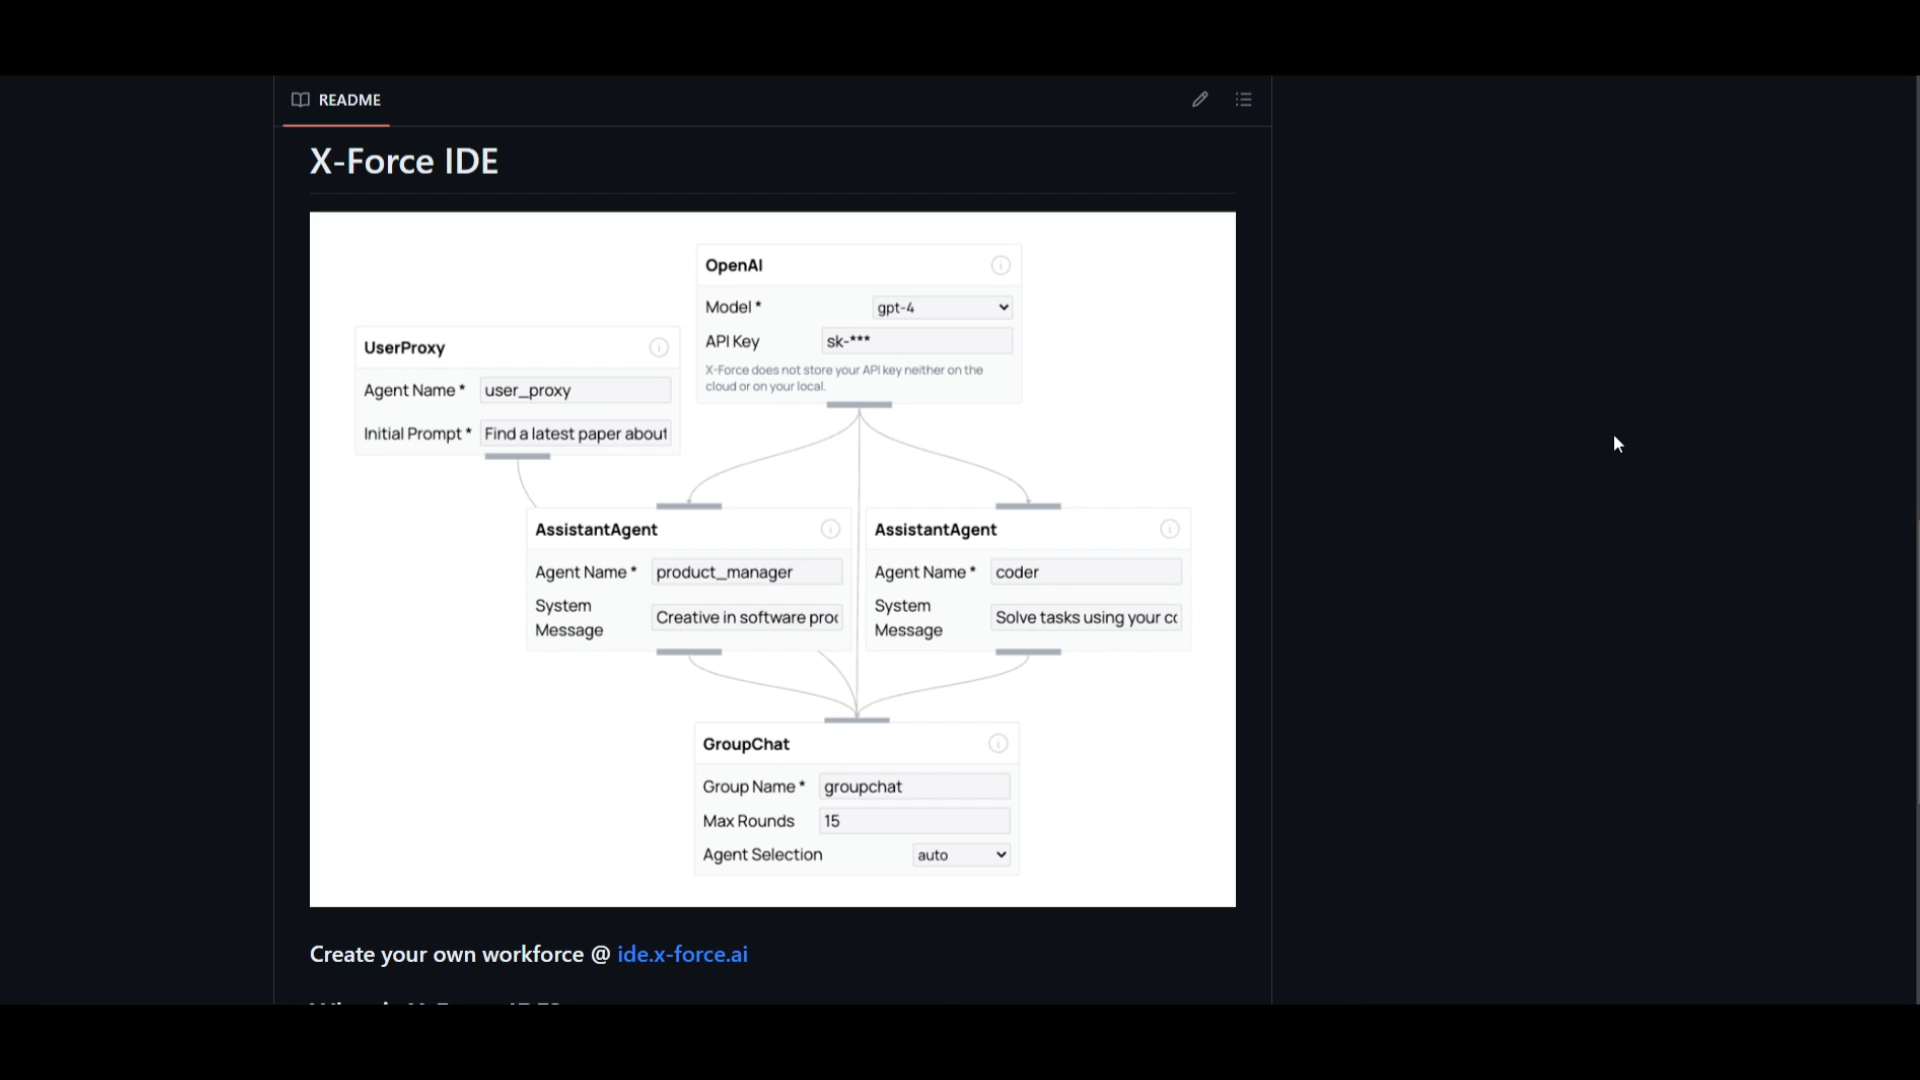 README
X-Force IDE
OpenAI
Model *
gpt-4
API Key
sk-***
X-Force does not store your API key neither on the
cloud or on your local.
UserProxy
Agent Name *
user_proxy
Initial Prompt *
Find a latest paper about
AssistantAgent
Agent Name *
product_manager
System
Message
Creative in software prod
AssistantAgent
Agent Name *
coder
System
Message
Solve tasks using your co
GroupChat
Group Name *
groupchat
Max Rounds
15
Agent Selection
auto
Create your own workforce @ ide.x-force.ai